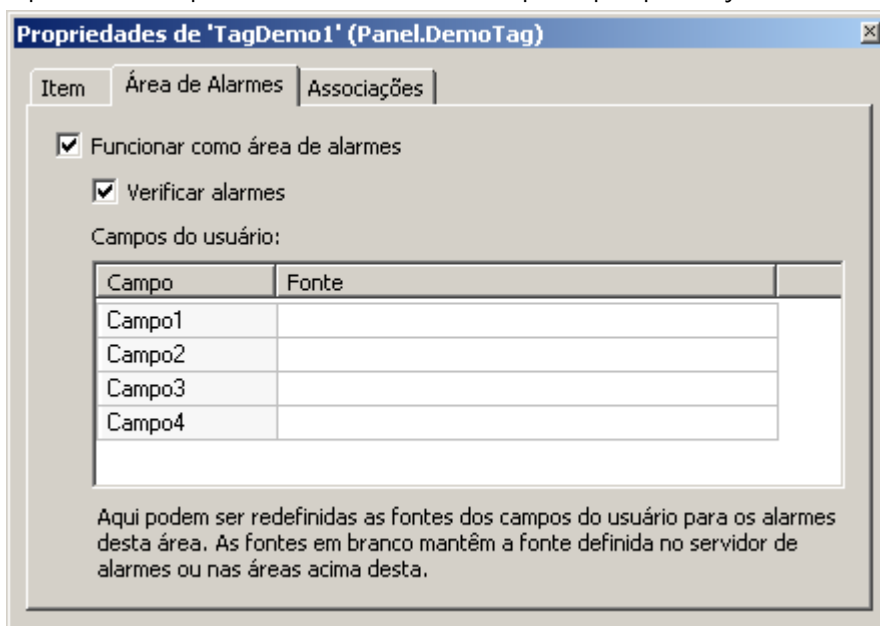 Propriedades de 'TagDemo1' (Panel.DemoTag)
Item Área de Alarmes Associações
Funcionar como área de alarmes
Verificar alarmes
Campos do usuário:
Campo Fonte
Campo1
Campo2
Campo3
Campo4
Aqui podem ser redefinidas as fontes dos campos do usuário para os alarmes
desta área. As fontes em branco mantêm a fonte definida no servidor de
alarmes ou nas áreas acima desta.